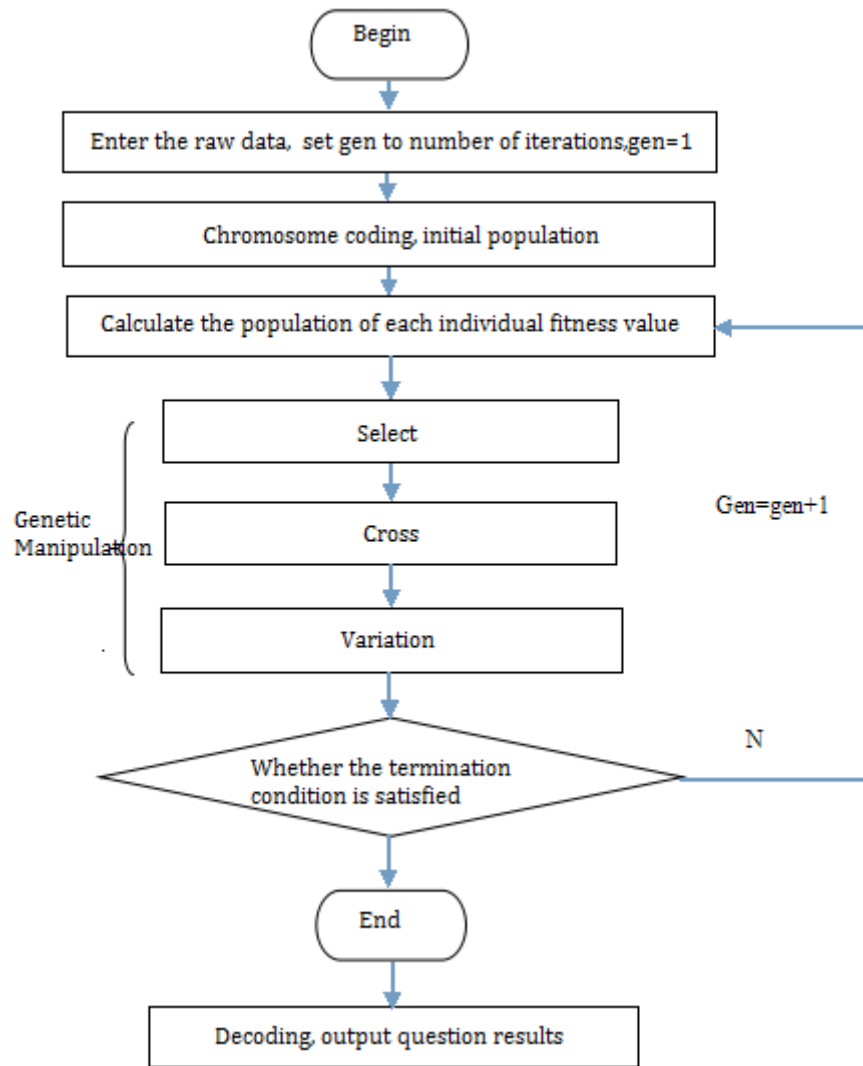 Begin
Enter the raw data, set gen to number of iterations,gen=1
Chromosome coding, initial population
Calculate the population of each individual fitness value
Select
Cross
Genetic
Manipulation
Gen=gen+1
Variation
N
Whether the termination
condition is satisfied
End
Decoding, output question results